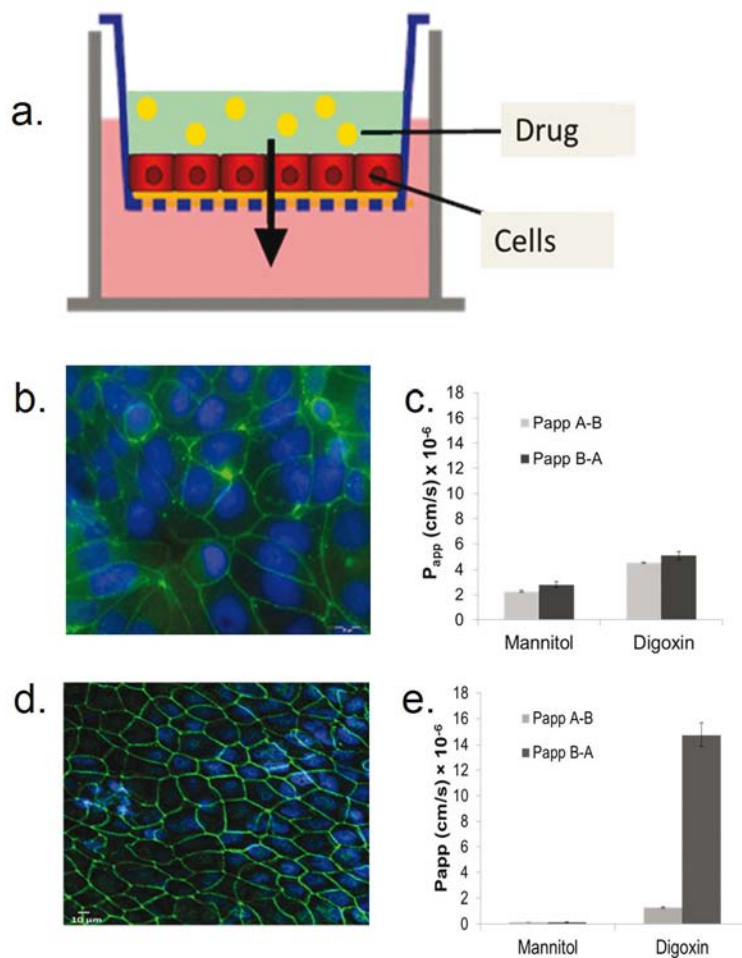 a.
Drug
Cells
b.
c.
18
16
14
12
10
8
6
4
2
0
Papp (cm/s) x 10-6
Papp A-B
Papp B-A
Mannitol
Digoxin
d.
10 µm
e.
18
16
14
12
10
8
6
4
2
0
Papp (cm/s) × 10-6
Papp A-B
Papp B-A
Mannitol
Digoxin